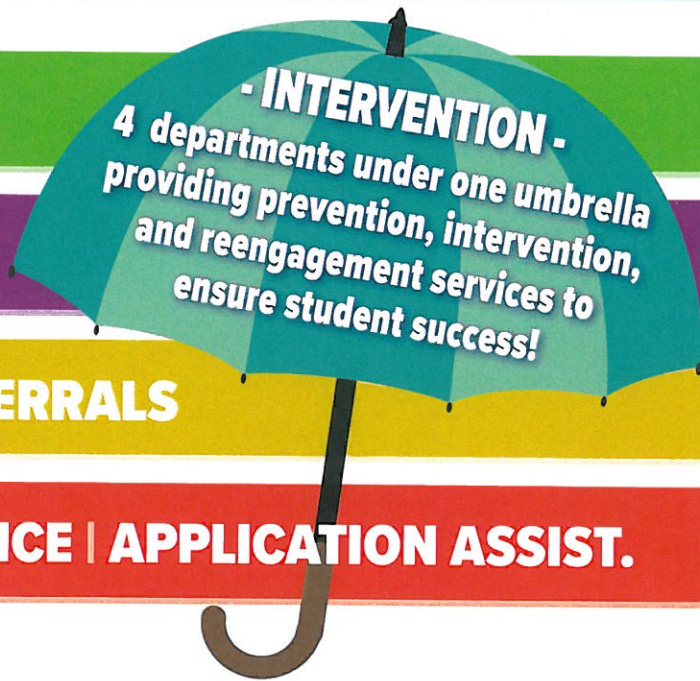 - INTERVENTION -
4 departments under one umbrella
providing prevention, intervention,
and reengagement services to
ensure student success!
ERRALS
ICE | APPLICATION ASSIST.